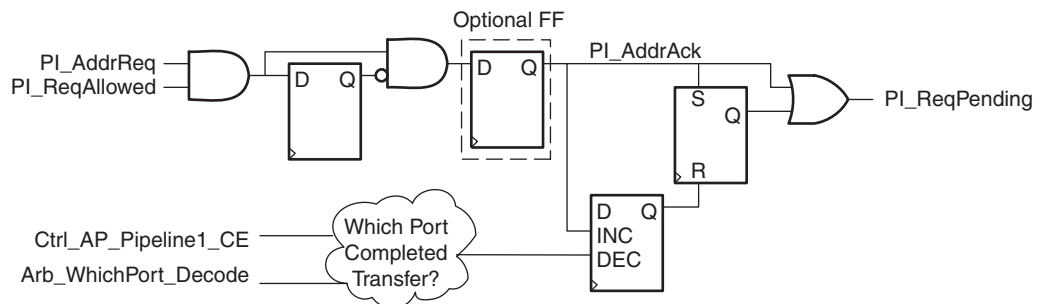 Optional FF
PI_AddrReq
PI_ReqAllowed
D Q
D Q
PI_AddrAck
S
Q
R
PI_ReqPending
D Q
INC
DEC
Ctrl_AP_Pipeline1_CE
Arb_WhichPort_Decode
Which Port
Completed
Transfer?